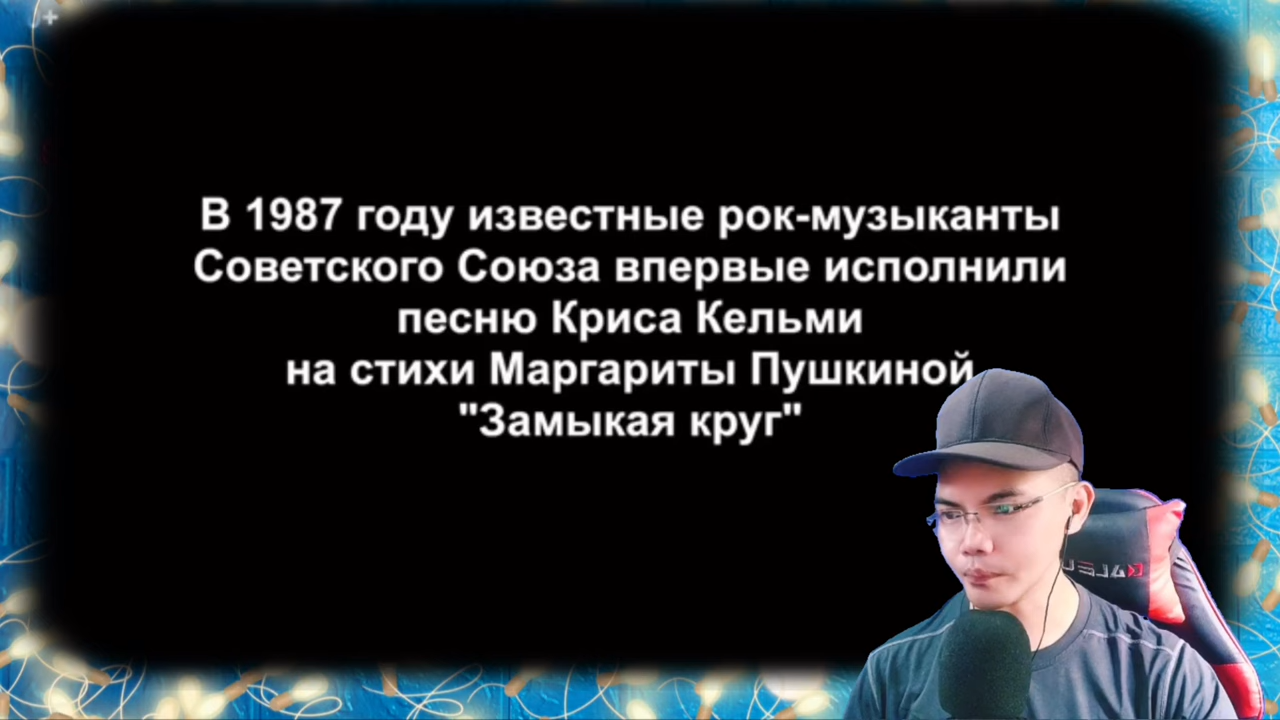 В 1987 году известные рок-музыканты
Советского Союза впервые исполнили
песню Криса Кельми
на стихи Маргариты Пушкиной
"Замыкая круг"